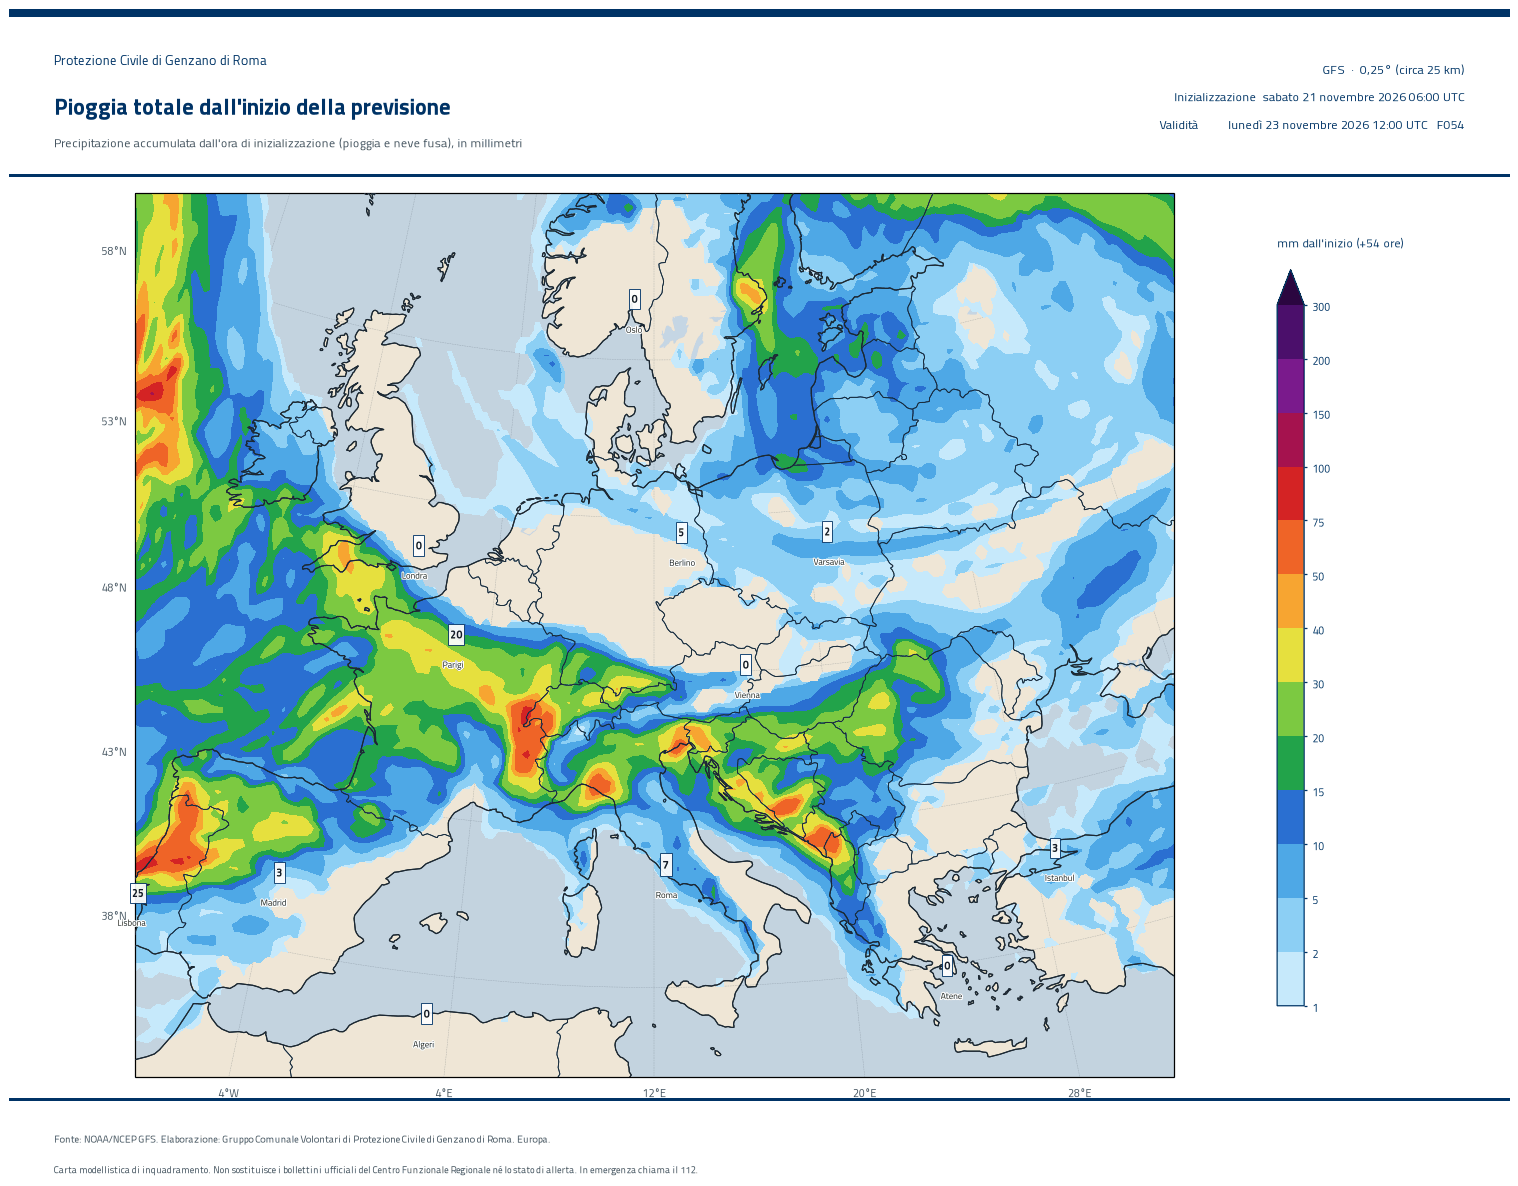 Protezione Civile di Genzano di Roma
Pioggia totale dall'inizio della previsione
Precipitazione accumulata dall'ora di inizializzazione (pioggia e neve fusa), in millimetri
GFS · 0,25° (circa 25 km)
Inizializzazione sabato 21 novembre 2026 06:00 UTC
Validità lunedì 23 novembre 2026 12:00 UTC F054
mm dall'inizio (+54 ore)
300
200
150
100
75
50
40
30
20
15
10
5
2
1
58°N
53°N
48°N
43°N
38°N
4°W
4°E
12°E
20°E
28°E
0
Oslo
0
Londra
5
Berlino
2
Varsavia
20
Parigi
0
Vienna
3
Madrid
25
Lisbona
7
Roma
3
Istanbul
0
Atene
0
Algeri
Fonte: NOAA/NCEP GFS. Elaborazione: Gruppo Comunale Volontari di Protezione Civile di Genzano di Roma. Europa.
Carta modellistica di inquadramento. Non sostituisce i bollettini ufficiali del Centro Funzionale Regionale né lo stato di allerta. In emergenza chiama il 112.